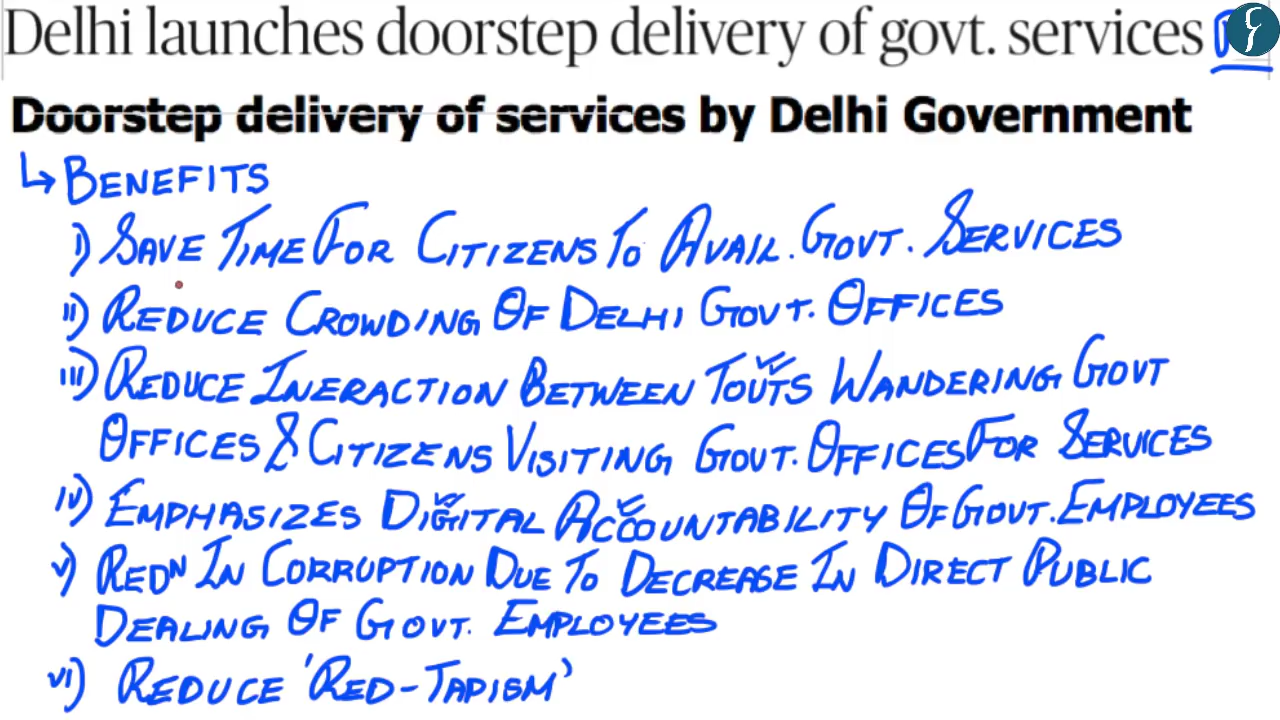 Delhi launches doorstep delivery of govt. services
Doorstep delivery of services by Delhi Government
↳ BENEFITS
i) SAVE TIME FOR CITIZENS TO AVAIL. GOVT. SERVICES
ii) REDUCE CROWDING OF DELHI GOVT. OFFICES
iii) REDUCE INERACTION BETWEEN TOUTS WANDERING GOVT
OFFICES & CITIZENS VISITING GOVT. OFFICES FOR SERVICES
iv) EMPHASIZES DIGITAL ACCOUNTABILITY OF GOVT. EMPLOYEES
v) REDN IN CORRUPTION DUE TO DECREASE IN DIRECT PUBLIC
DEALING OF GOVT. EMPLOYEES
vi) REDUCE 'RED-TAPISM'